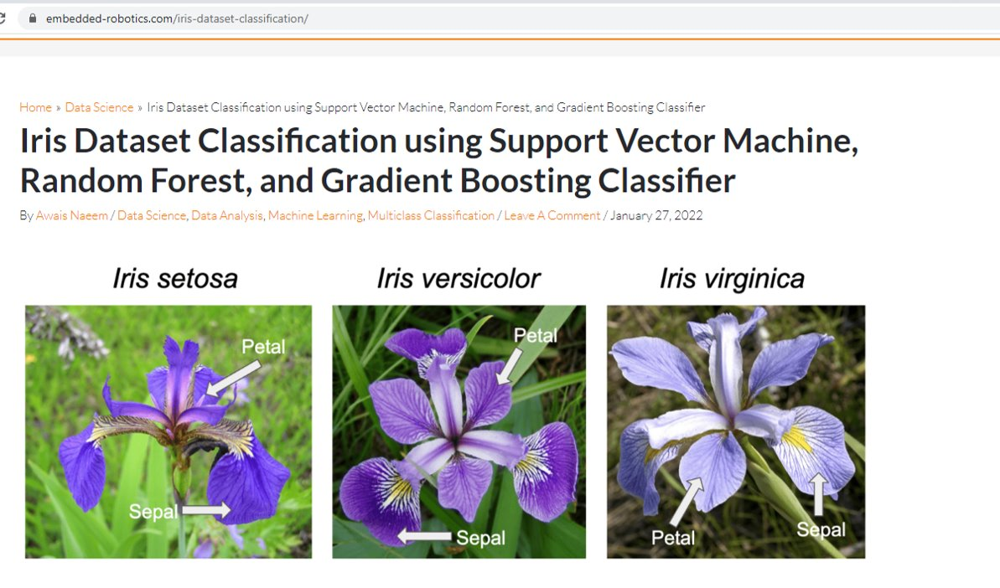 embedded-robotics.com/iris-dataset-classification/
Home » Data Science » Iris Dataset Classification using Support Vector Machine, Random Forest, and Gradient Boosting Classifier
Iris Dataset Classification using Support Vector Machine,
Random Forest, and Gradient Boosting Classifier
By Awais Naeem / Data Science, Data Analysis, Machine Learning, Multiclass Classification / Leave A Comment / January 27, 2022
Iris setosa
Iris versicolor
Iris virginica
Petal
Sepal
Petal
Sepal
Petal
Sepal